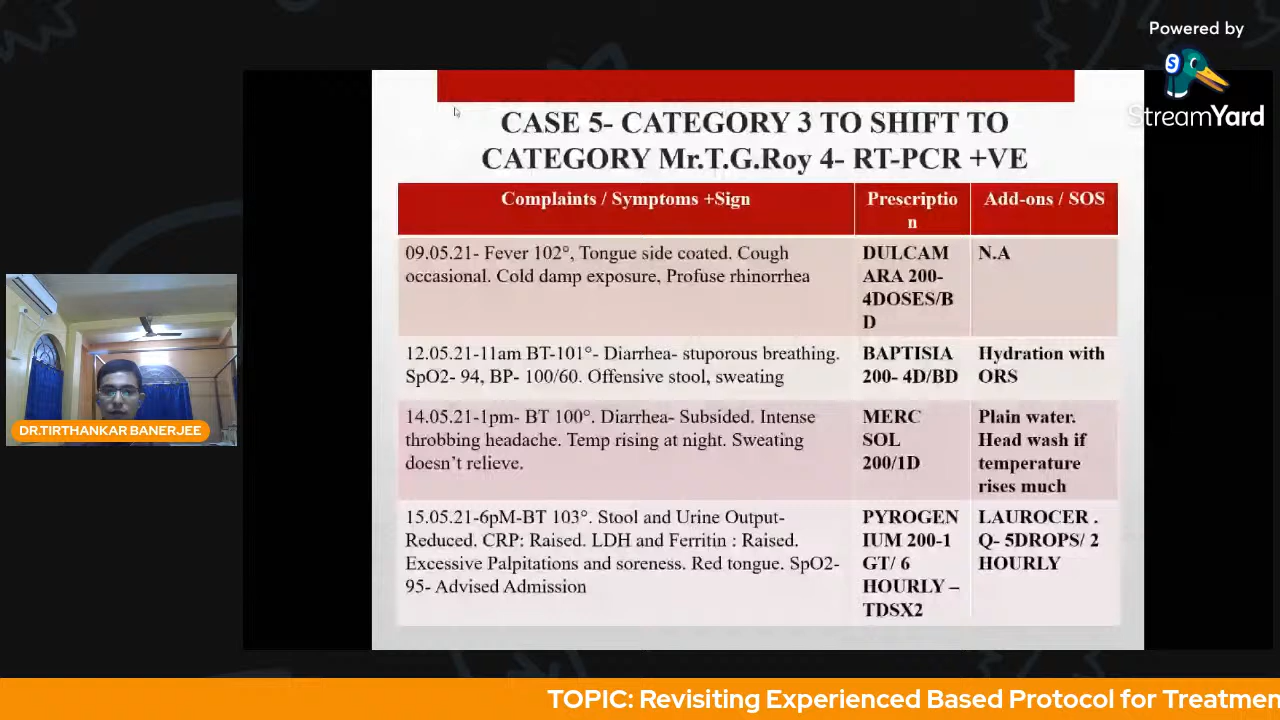 Powered by
StreamYard
CASE 5- CATEGORY 3 TO SHIFT TO
CATEGORY Mr.T.G.Roy 4- RT-PCR +VE
Complaints / Symptoms +Sign
Prescriptio
n
Add-ons / SOS
09.05.21- Fever 102°, Tongue side coated. Cough
occasional. Cold damp exposure, Profuse rhinorrhea
DULCAM
ARA 200-
4DOSES/B
D
N.A
12.05.21-11am BT-101°- Diarrhea- stuporous breathing.
SpO2- 94, BP- 100/60. Offensive stool, sweating
BAPTISIA
200- 4D/BD
Hydration with
ORS
14.05.21-1pm- BT 100°. Diarrhea- Subsided. Intense
throbbing headache. Temp rising at night. Sweating
doesn’t relieve.
MERC
SOL
200/1D
Plain water.
Head wash if
temperature
rises much
15.05.21-6pM-BT 103°. Stool and Urine Output-
Reduced. CRP: Raised. LDH and Ferritin : Raised.
Excessive Palpitations and soreness. Red tongue. SpO2-
95- Advised Admission
PYROGEN
IUM 200-1
GT/ 6
HOURLY –
TDSX2
LAUROCER .
Q- 5DROPS/ 2
HOURLY
DR.TIRTHANKAR BANERJEE
TOPIC: Revisiting Experienced Based Protocol for Treatmen